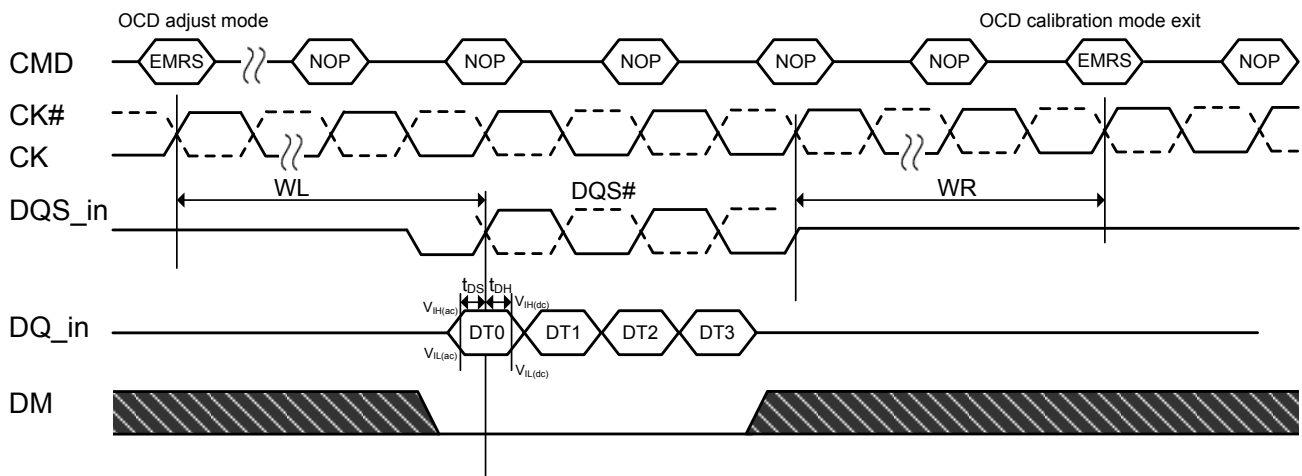 OCD adjust mode
OCD calibration mode exit
CMD
EMRS
NOP
NOP
NOP
NOP
NOP
EMRS
NOP
CK#
CK
WL
DQS#
WR
DQS_in
tDS
tDH
VIH(ac)
VIH(dc)
DQ_in
DT0
DT1
DT2
DT3
VIL(ac)
VIL(dc)
DM